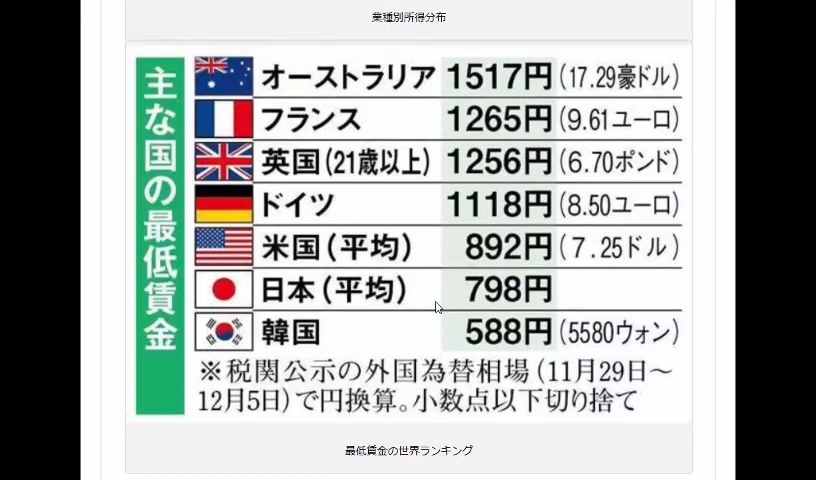 業種別所得分布
主な国の最低賃金
オーストラリア 1517円(17.29豪ドル)
フランス 1265円(9.61ユーロ)
英国(21歳以上) 1256円(6.70ポンド)
ドイツ 1118円(8.50ユーロ)
米国(平均) 892円(7.25ドル)
日本(平均) 798円
韓国 588円(5580ウォン)
※税関公示の外国為替相場(11月29日〜
12月5日)で円換算。小数点以下切り捨て
最低賃金の世界ランキング